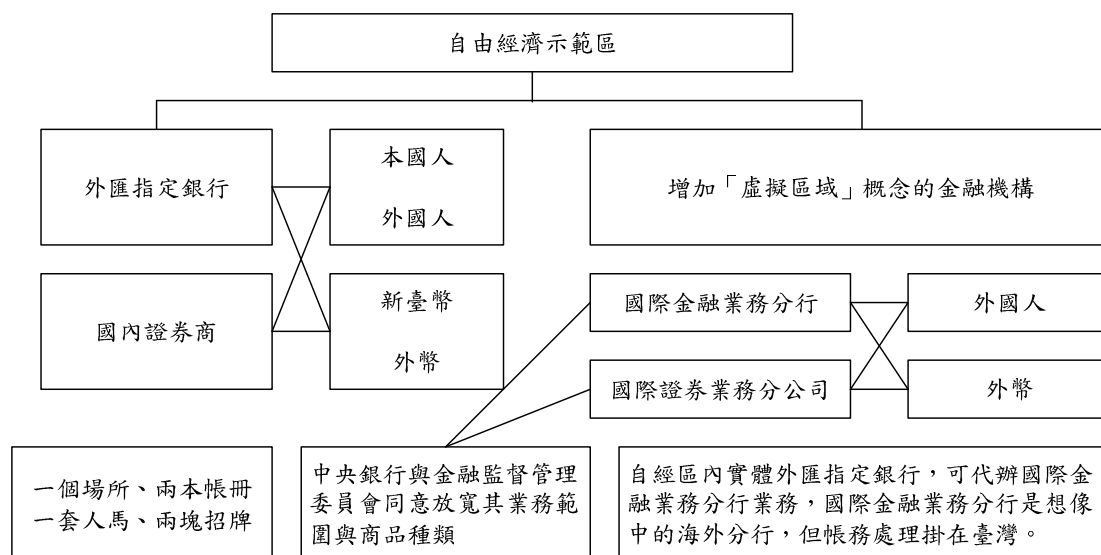 自由經濟示範區
外匯指定銀行
本國人
外國人
增加「虛擬區域」概念的金融機構
國內證券商
新臺幣
外幣
國際金融業務分行
外國人
國際證券業務分公司
外幣
一個場所、兩本帳冊
一套人馬、兩塊招牌
中央銀行與金融監督管理
委員會同意放寬其業務範
圍與商品種類
自經區內實體外匯指定銀行，可代辦國際金
融業務分行業務，國際金融業務分行是想像
中的海外分行，但帳務處理掛在臺灣。